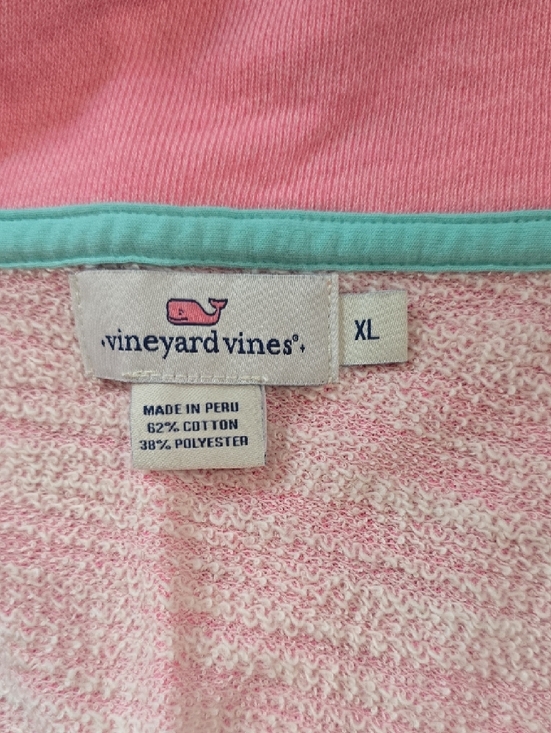 vineyard vines®
XL
MADE IN PERU
62% COTTON
38% POLYESTER